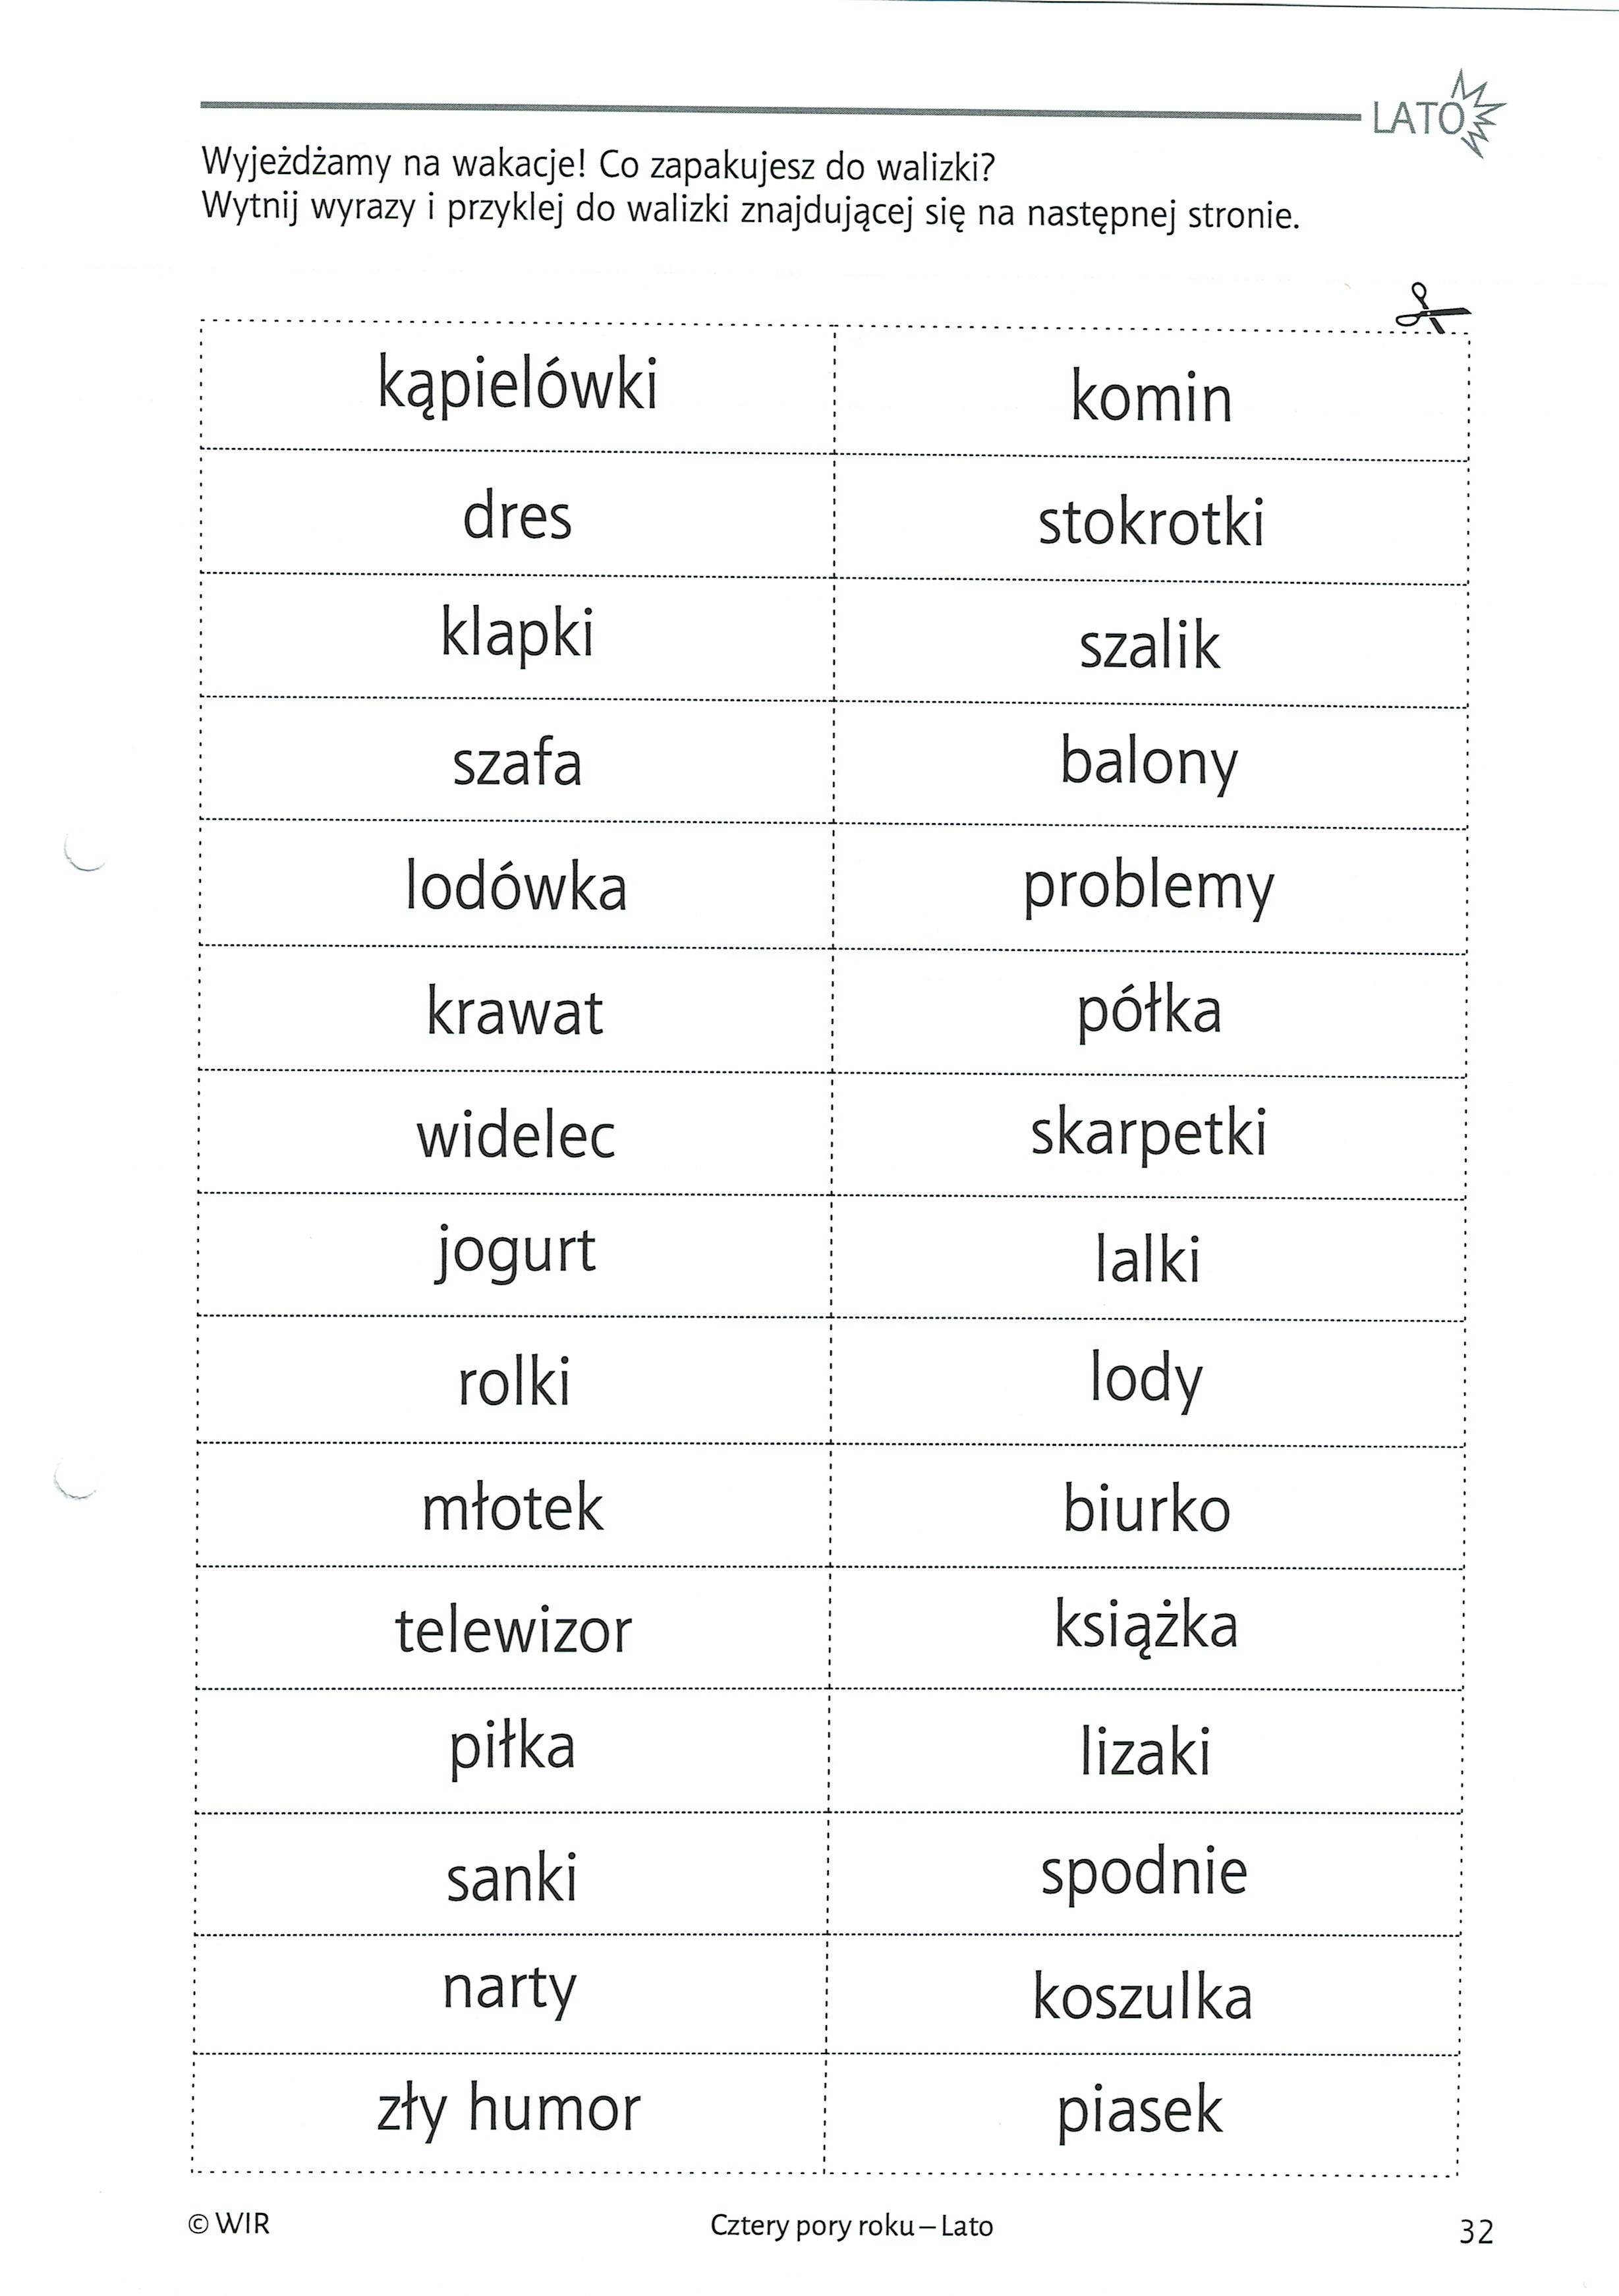 LATO
Wyjeżdżamy na wakacje! Co zapakujesz do walizki?
Wytnij wyrazy i przyklej do walizki znajdującej się na następnej stronie.
kąpielówki komin
dres stokrotki
klapki szalik
szafa balony
lodówka problemy
krawat półka
widelec skarpetki
jogurt lalki
rolki lody
młotek biurko
telewizor książka
piłka lizaki
sanki spodnie
narty koszulka
zły humor piasek
© WIR Cztery pory roku – Lato 32